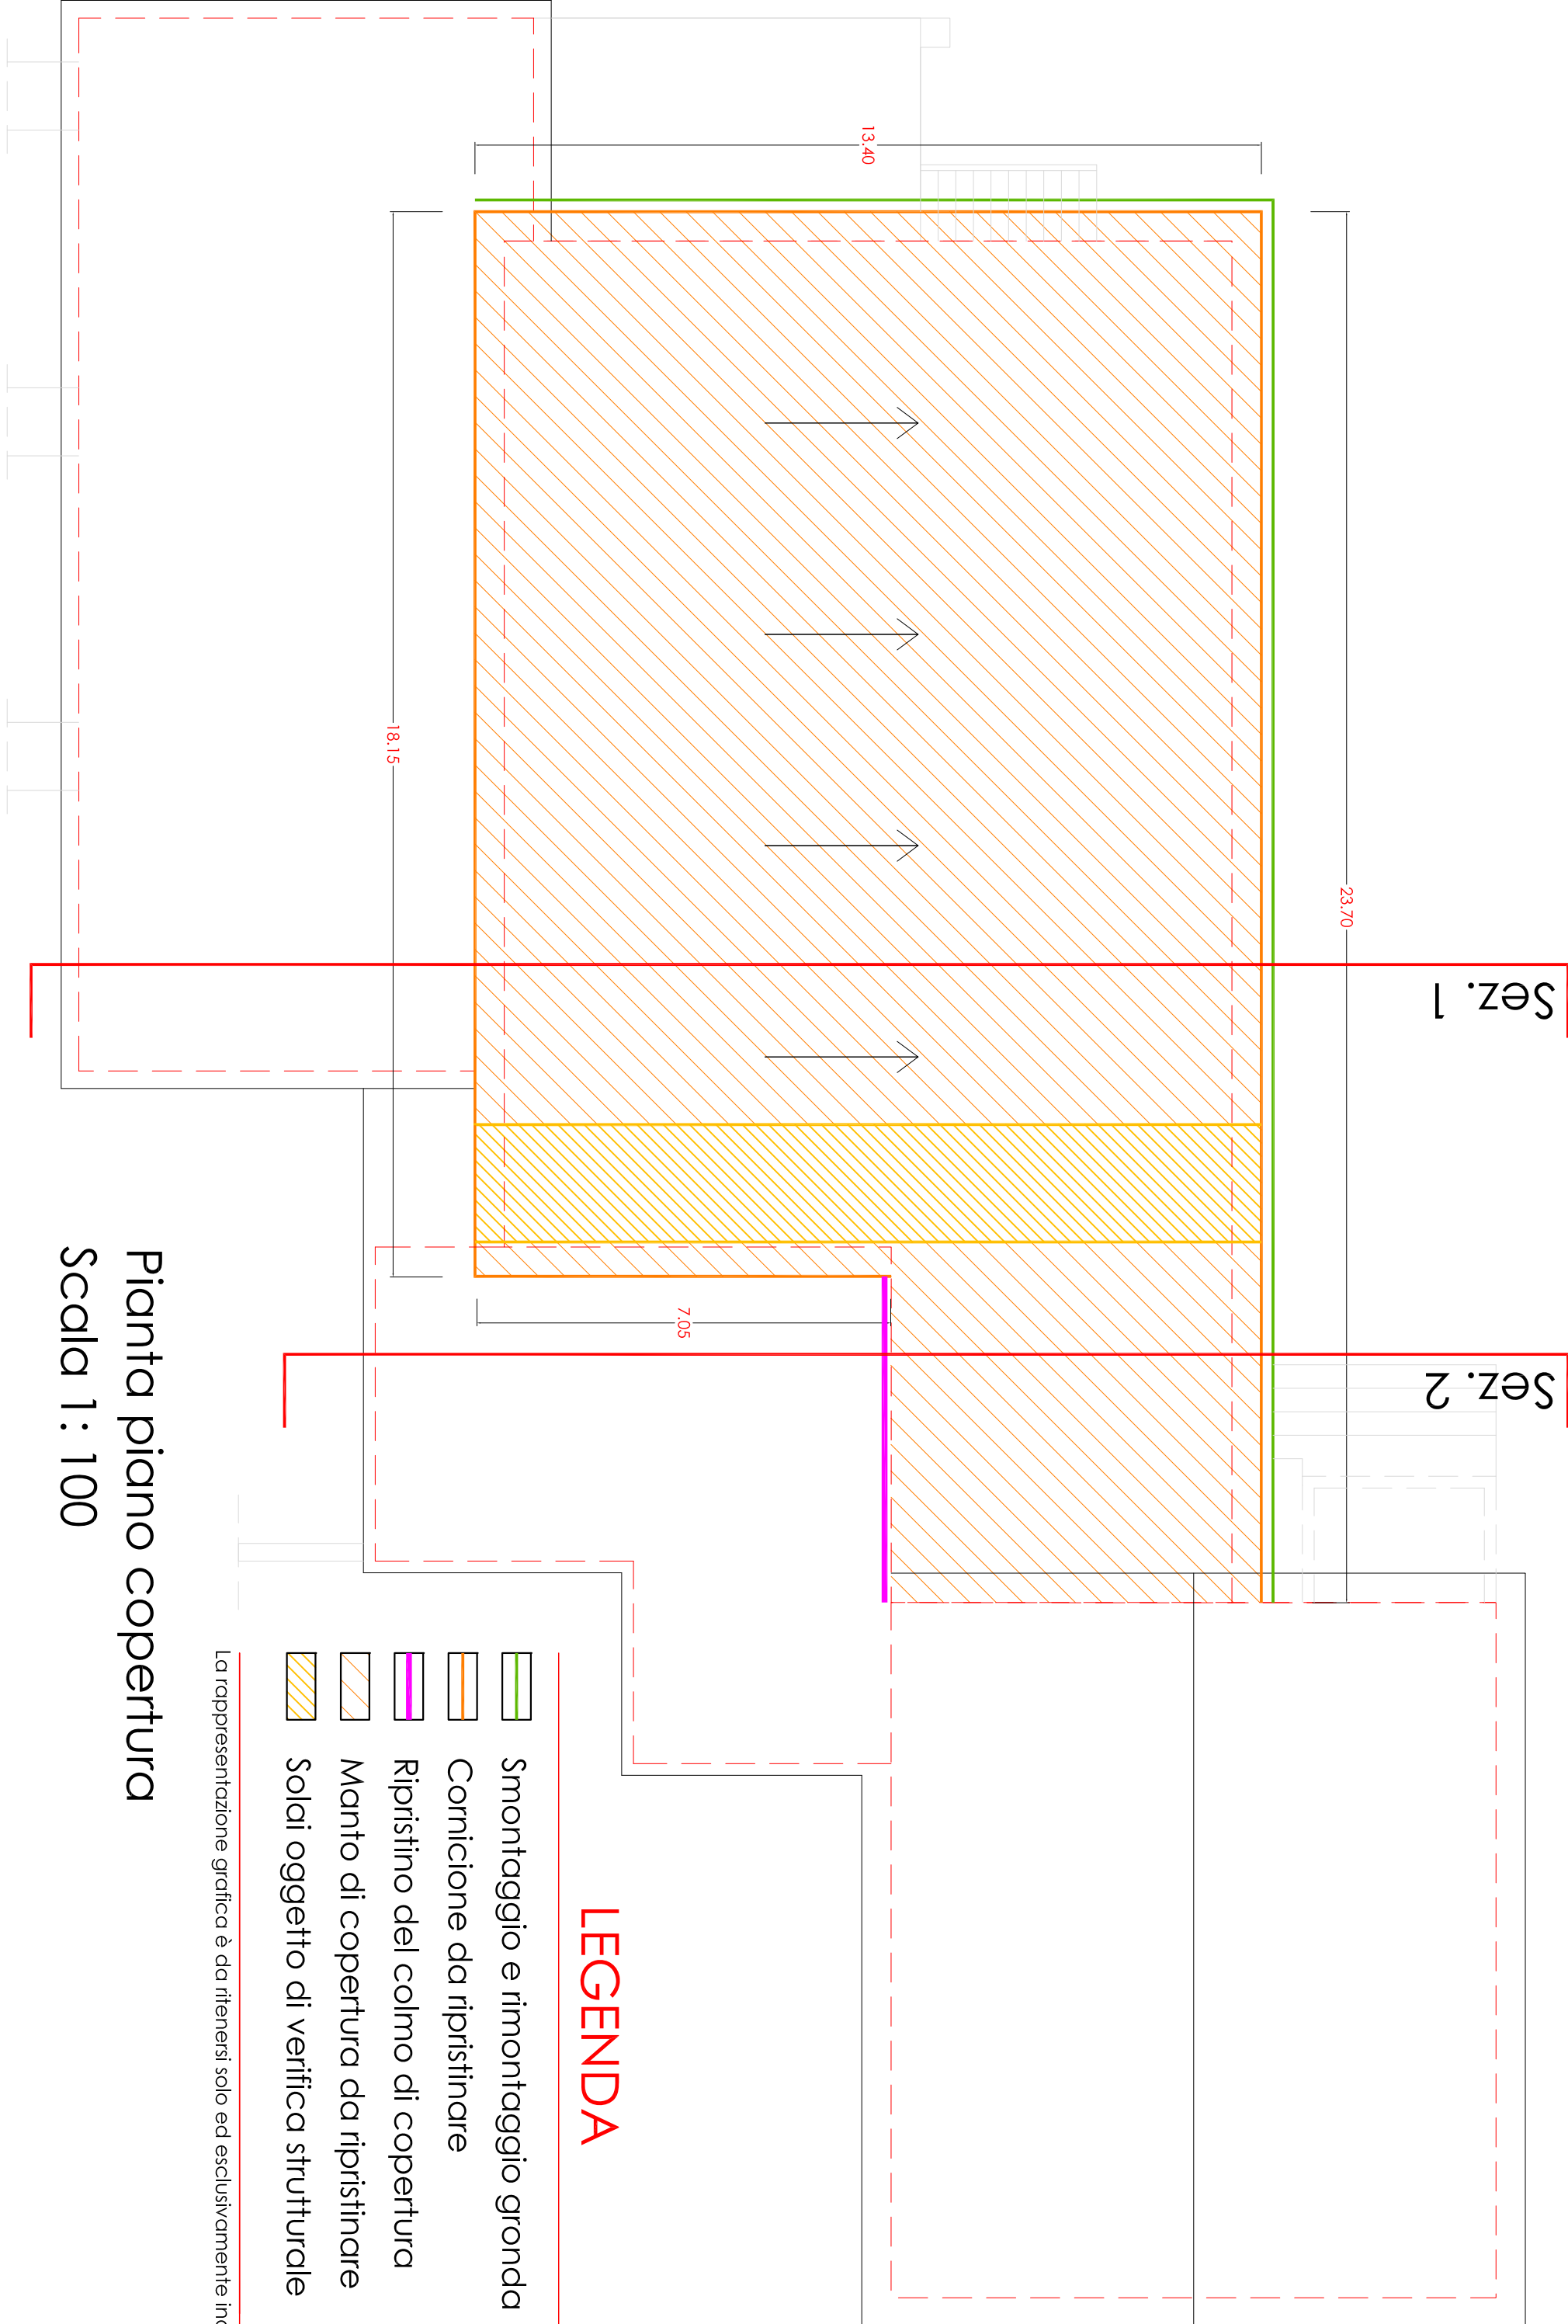 13.40
18.15
23.70
7.05
Sez. 1
Sez. 2
Pianta piano copertura
Scala 1: 100
LEGENDA
Smontaggio e rimontaggio gronda
Cornicione da ripristinare
Ripristino del colmo di copertura
Manto di copertura da ripristinare
Solai oggetto di verifica strutturale
La rappresentazione grafica è da ritenersi solo ed esclusivamente